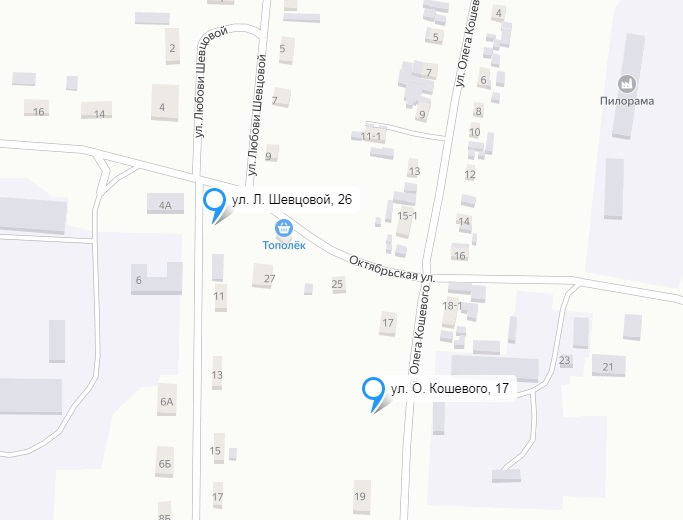 2
5
5
ул. Олега Кошев
ул. Любови Шевцовой
ул. Любови Шевцовой
7
6
Пилорама
16
14
4
7
9
8
11-1
10
9
13
12
4А
ул. Л. Шевцовой, 26
15-1
14
Тополёк
16
Октябрьская ул.
6
27
25
11
18-1
17
Олега Кошевого
13
23
21
ул. О. Кошевого, 17
6А
15
6Б
17
19
8Б